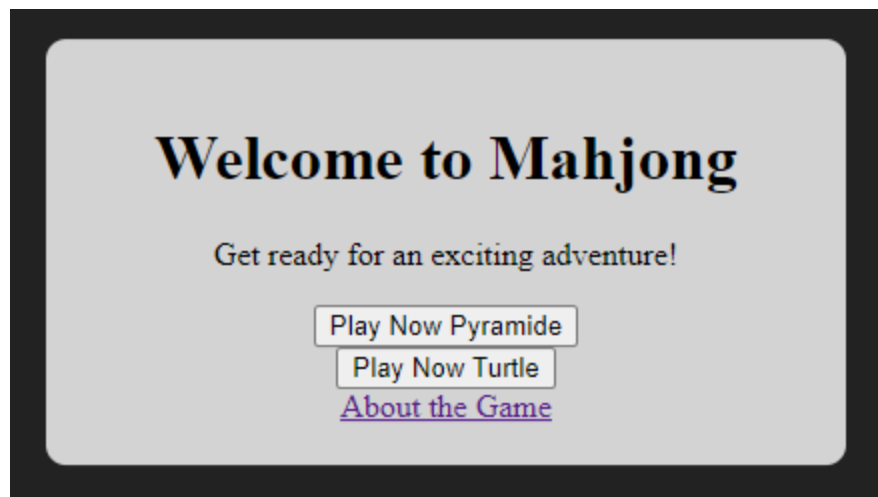 Welcome to Mahjong
Get ready for an exciting adventure!
Play Now Pyramide
Play Now Turtle
About the Game